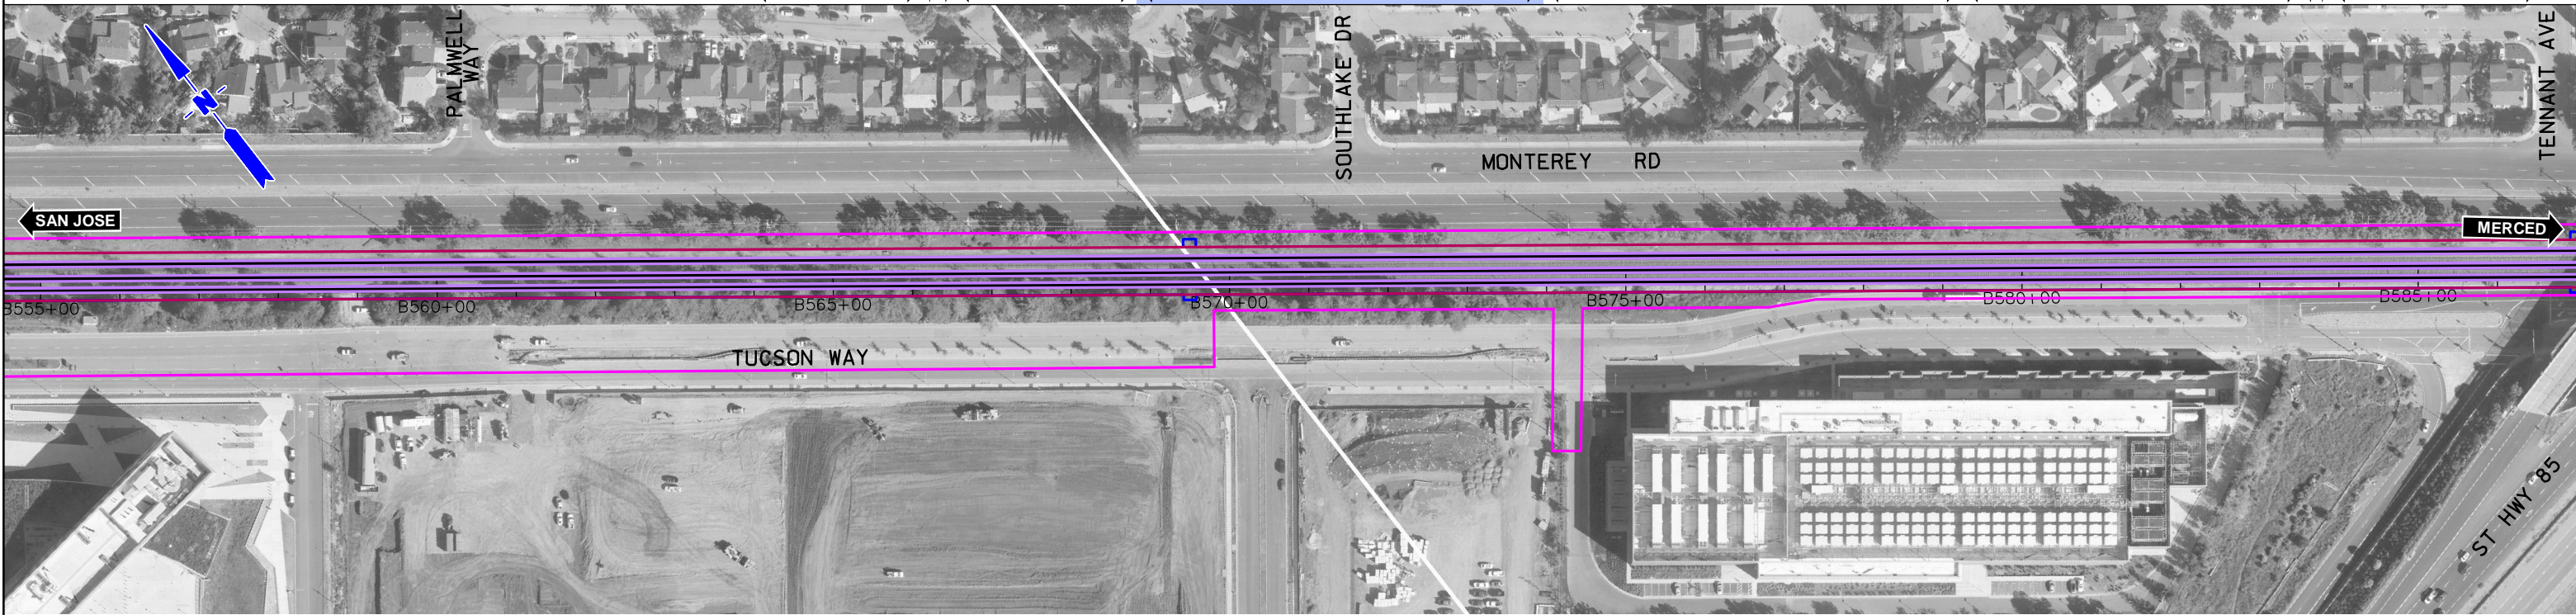 PALMWELL
WAY
SOUTHLAKE DR
TENNANT AVE
N
MONTEREY RD
SAN JOSE
MERCED
B555+00
B560+00
B565+00
B570+00
B575+00
B580+00
B585+00
TUCSON WAY
ST HWY 85